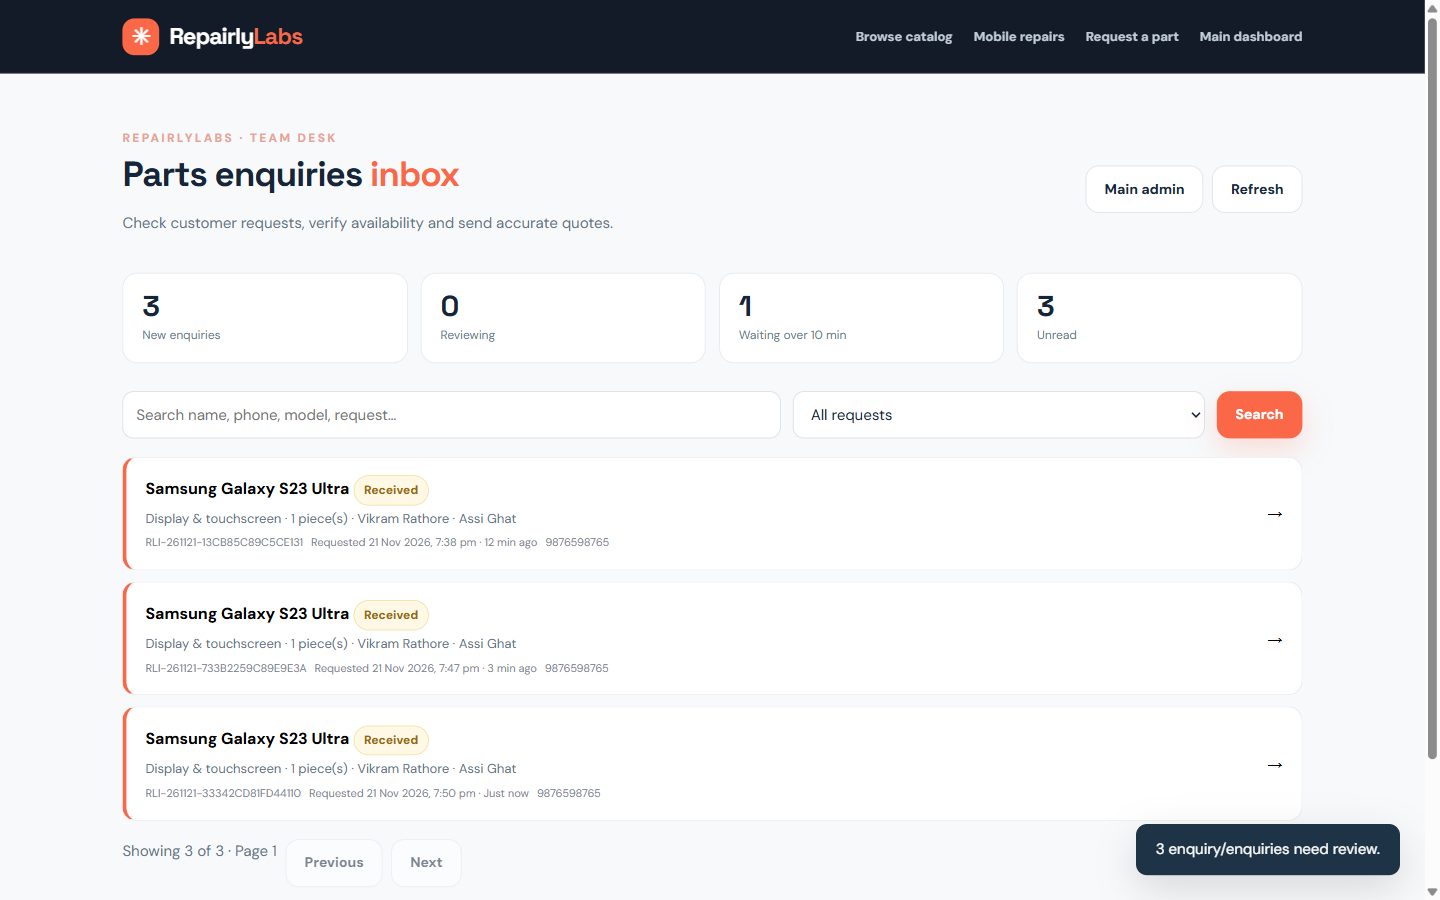 RepairlyLabs
Browse catalog Mobile repairs Request a part Main dashboard
REPAIRLYLABS · TEAM DESK
Parts enquiries inbox
Main admin Refresh
Check customer requests, verify availability and send accurate quotes.
3 0 1 3
New enquiries Reviewing Waiting over 10 min Unread
Search name, phone, model, request... All requests Search
Samsung Galaxy S23 Ultra Received
Display & touchscreen · 1 piece(s) · Vikram Rathore · Assi Ghat
→
RLI-261121-13CB85C89C5CE131 Requested 21 Nov 2026, 7:38 pm · 12 min ago 9876598765
Samsung Galaxy S23 Ultra Received
Display & touchscreen · 1 piece(s) · Vikram Rathore · Assi Ghat
→
RLI-261121-733B2259C89E9E3A Requested 21 Nov 2026, 7:47 pm · 3 min ago 9876598765
Samsung Galaxy S23 Ultra Received
Display & touchscreen · 1 piece(s) · Vikram Rathore · Assi Ghat
→
RLI-261121-33342CD81FD44110 Requested 21 Nov 2026, 7:50 pm · Just now 9876598765
Showing 3 of 3 · Page 1 Previous Next
3 enquiry/enquiries need review.